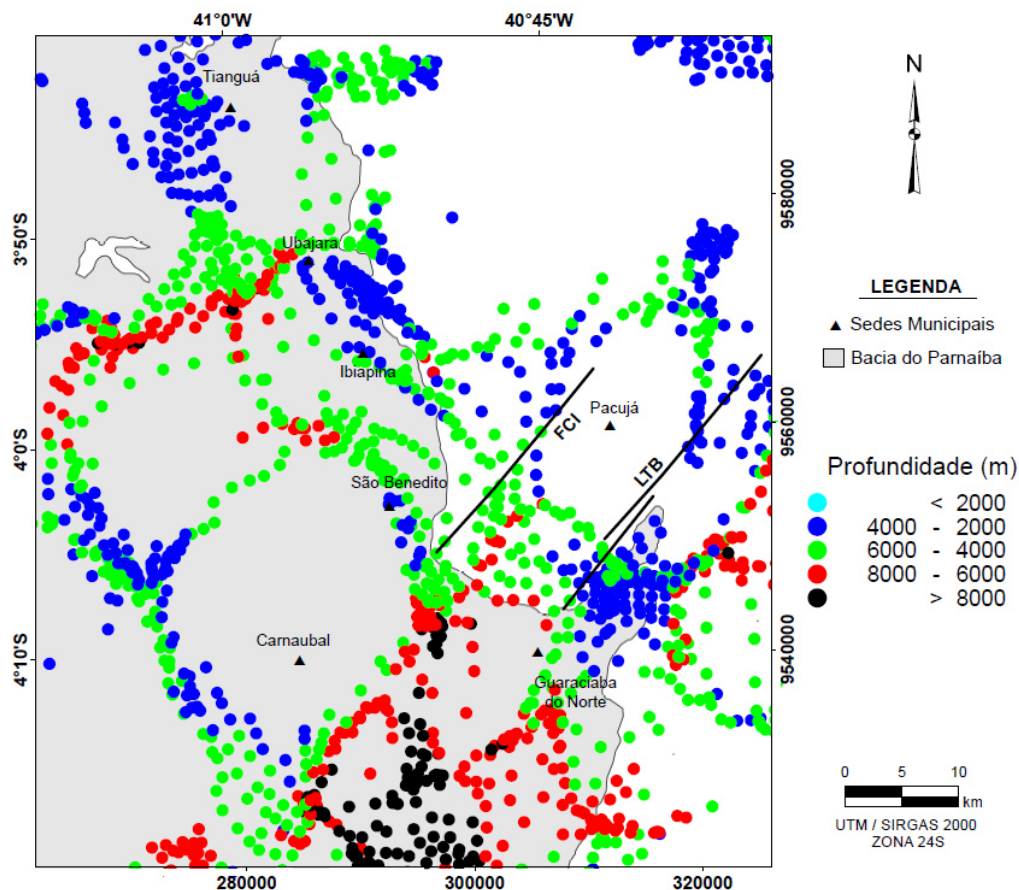 41°0'W
40°45'W
Tianguá
N
9580000
3°50'S
Ubajara
LEGENDA
Sedes Municipais
Bacia do Parnaíba
Ibiapina
Pacujá
FCI
9560000
4°0'S
LTB
São Benedito
Profundidade (m)
< 2000
4000 - 2000
6000 - 4000
8000 - 6000
> 8000
Carnaubal
4°10'S
9540000
Guaraciaba
do Norte
0 5 10
km
UTM / SIRGAS 2000
ZONA 24S
280000
300000
320000